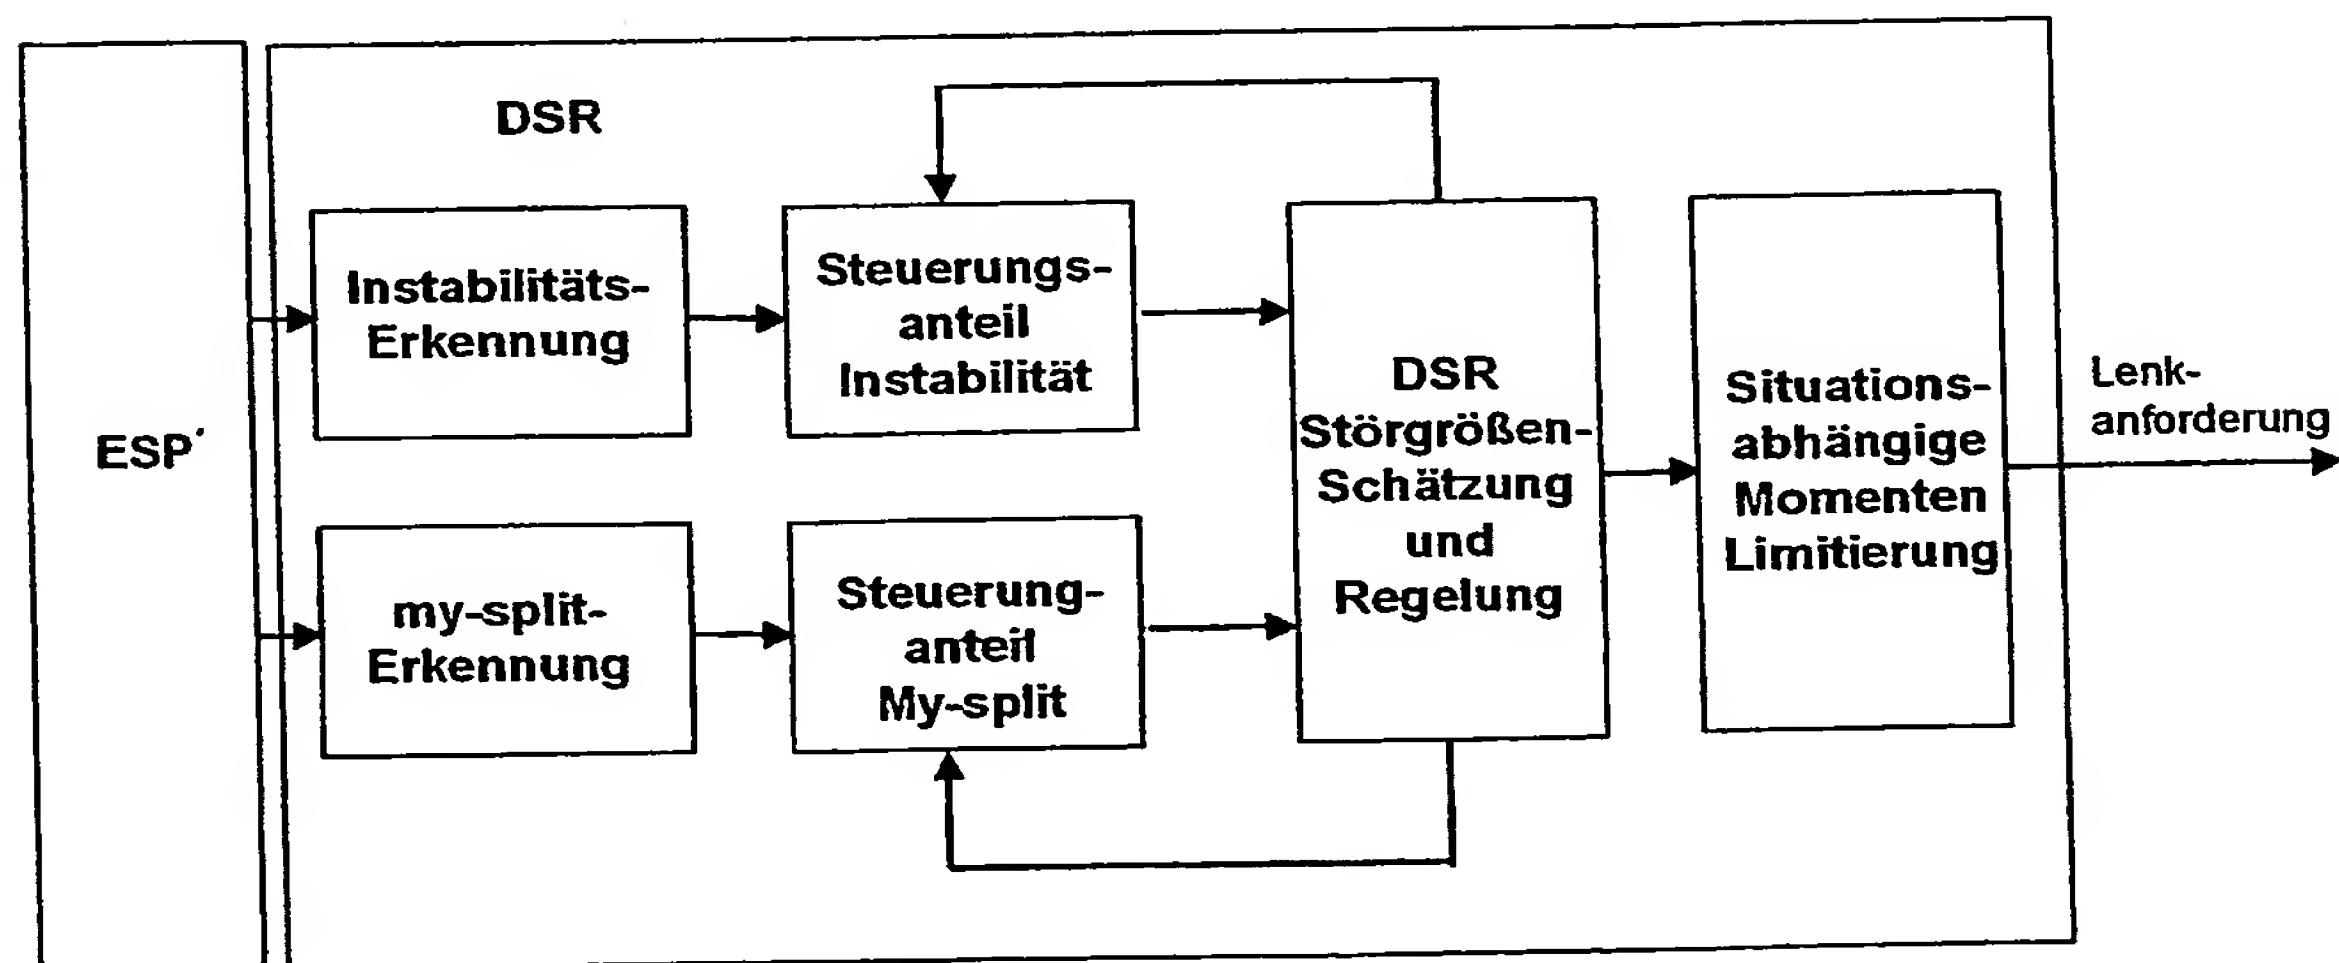 DSR
ESP
Instabilitäts-
Erkennung
Steuerungs-
anteil
Instabilität
my-split-
Erkennung
Steuerung-
anteil
My-split
DSR
Störgrößen-
Schätzung
und
Regelung
Situations-
abhängige
Momenten
Limitierung
Lenk-
anforderung